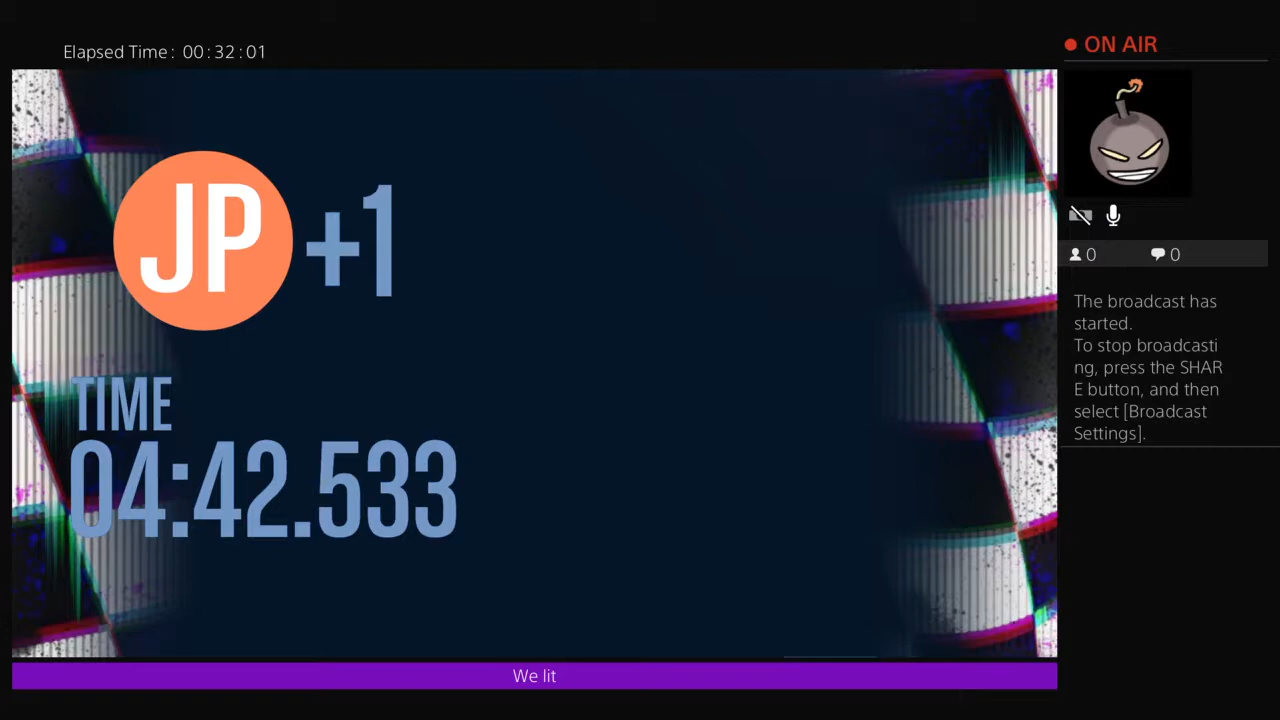 Elapsed Time: 00:32:01
ON AIR
JP +1
0 0
TIME
04:42.533
The broadcast has
started.
To stop broadcasti
ng, press the SHAR
E button, and then
select [Broadcast
Settings].
We lit